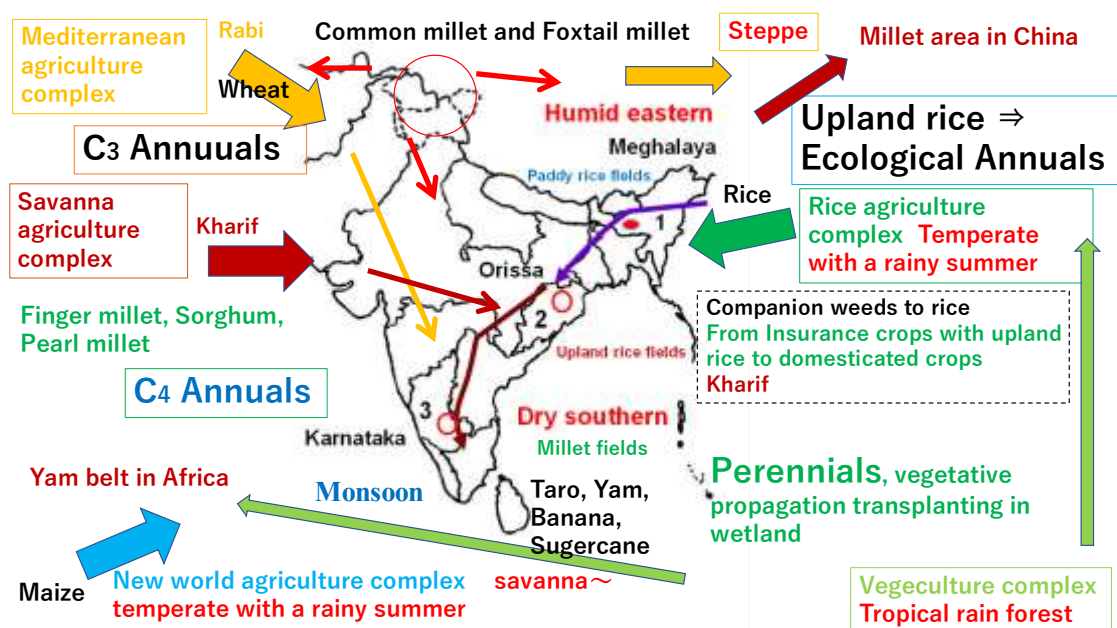 Mediterranean
agriculture
complex
Rabi
Wheat
C3 Annuuals
Common millet and Foxtail millet
Steppe
Millet area in China
Humid eastern
Meghalaya
Paddy rice fields
Upland rice ⇒
Ecological Annuals
Rice
1
Rice agriculture
complex Temperate
with a rainy summer
Savanna
agriculture
complex
Kharif
Orissa
2
Upland rice fields
Finger millet, Sorghum,
Pearl millet
C4 Annuals
Companion weeds to rice
From Insurance crops with upland
rice to domesticated crops
Kharif
3
Karnataka
Dry southern
Millet fields
Yam belt in Africa
Monsoon
Taro, Yam,
Banana,
Sugercane
Perennials, vegetative
propagation transplanting in
wetland
Maize
New world agriculture complex savanna~
temperate with a rainy summer
Vegeculture complex
Tropical rain forest